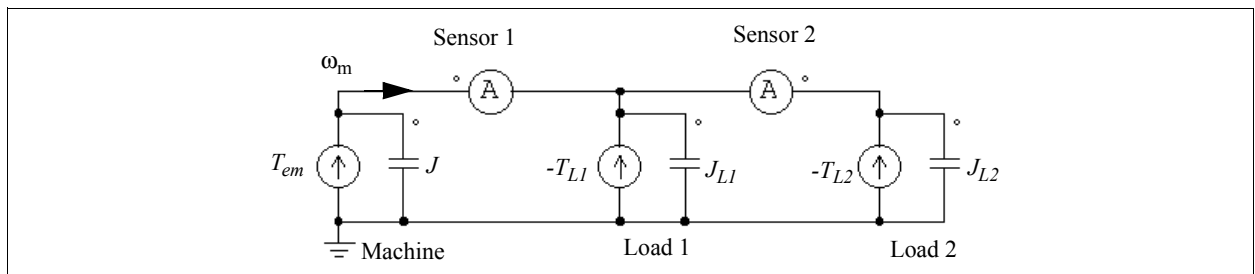 Sensor 1
Sensor 2
ωm
A
A
Tem
J
-TL1
JL1
-TL2
JL2
Machine
Load 1
Load 2